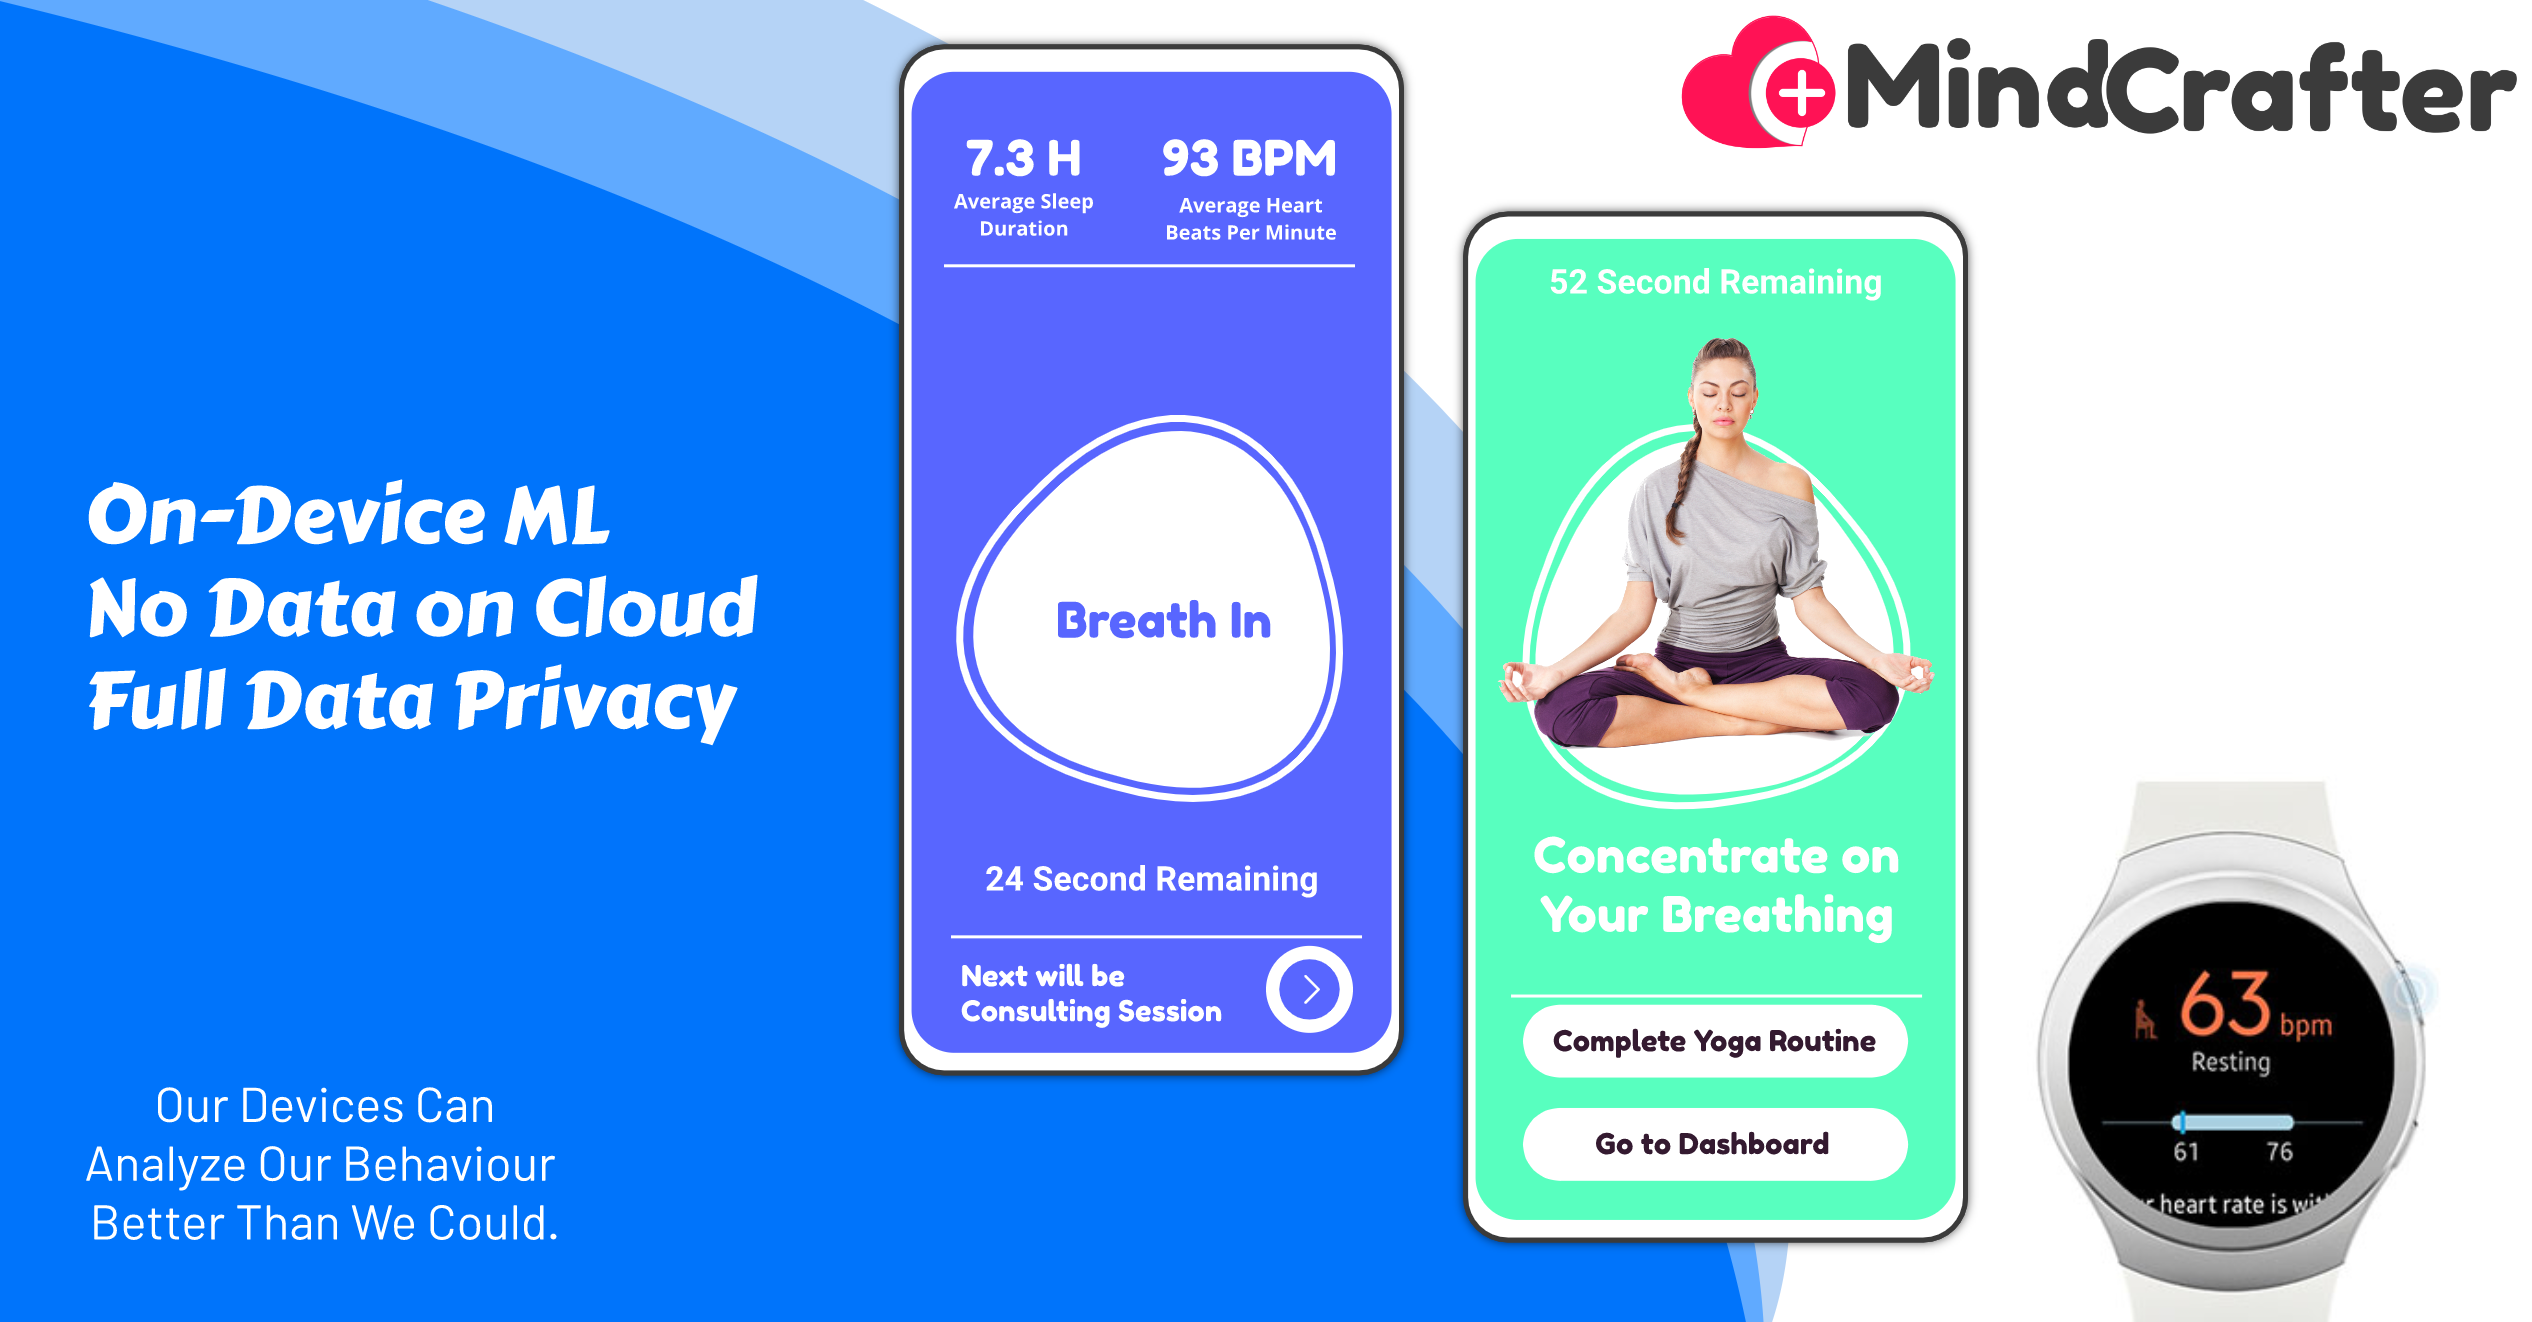 MindCrafter
On-Device ML
No Data on Cloud
Full Data Privacy
Our Devices Can
Analyze Our Behaviour
Better Than We Could.
7.3 H
Average Sleep
Duration
93 BPM
Average Heart
Beats Per Minute
Breath In
24 Second Remaining
Next will be
Consulting Session
52 Second Remaining
Concentrate on
Your Breathing
Complete Yoga Routine
Go to Dashboard
63 bpm
Resting
61 76
r heart rate is wit